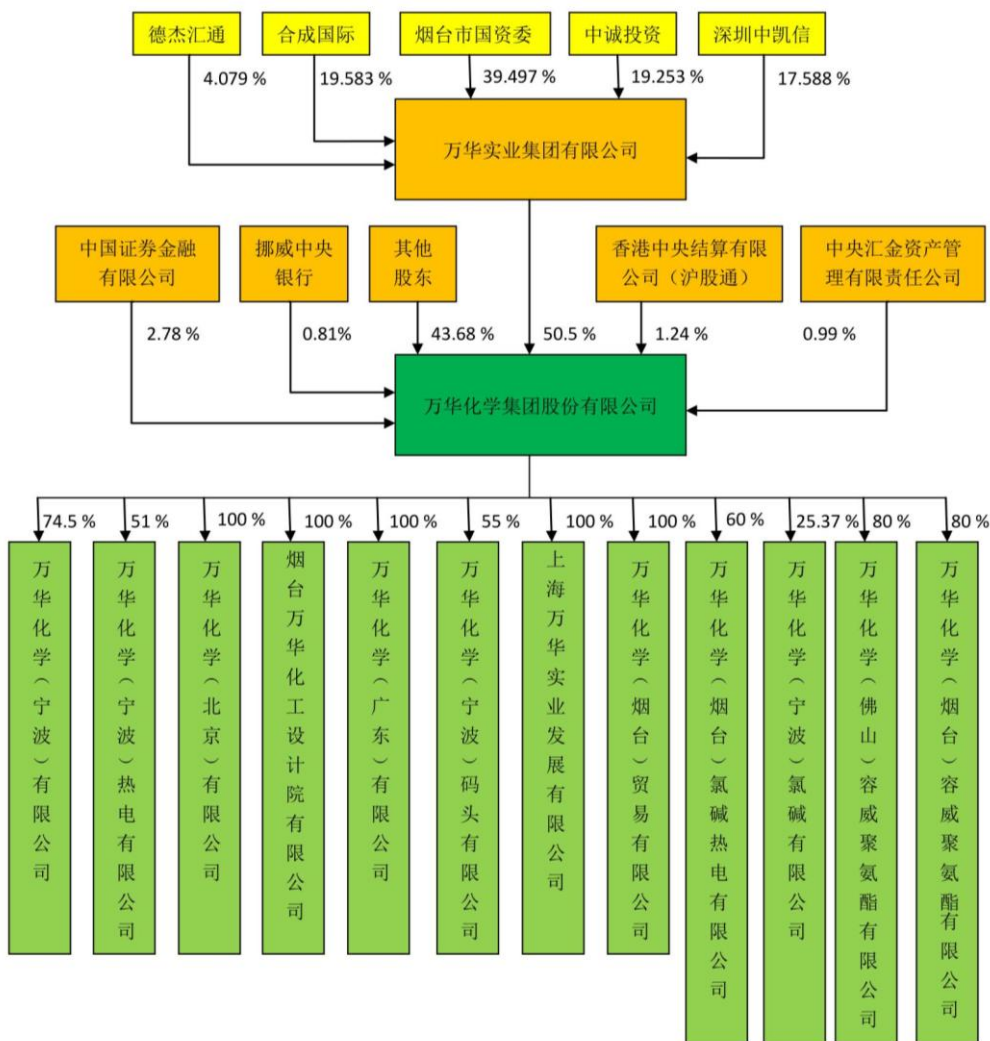 德杰汇通
合成国际
烟台市国资委
中诚投资
深圳中凯信
4.079 %
19.583 %
39.497 %
19.253 %
17.588 %
万华实业集团有限公司
中国证券金融
有限公司
挪威中央
银行
其他
股东
香港中央结算有限
公司（沪股通）
中央汇金资产管
理有限责任公司
2.78 %
0.81%
43.68 %
50.5 %
1.24 %
0.99 %
万华化学集团股份有限公司
74.5 %
51 %
100 %
100 %
100 %
55 %
100 %
100 %
60 %
25.37 %
80 %
80 %
万华化学（宁波）有限公司
万华化学（宁波）热电有限公司
万华化学（北京）有限公司
烟台万华化工设计院有限公司
万华化学（广东）有限公司
万华化学（宁波）码头有限公司
上海万华实业发展有限公司
万华化学（烟台）贸易有限公司
万华化学（烟台）氯碱热电有限公司
万华化学（宁波）氯碱有限公司
万华化学（佛山）容威聚氨酯有限公司
万华化学（烟台）容威聚氨酯有限公司